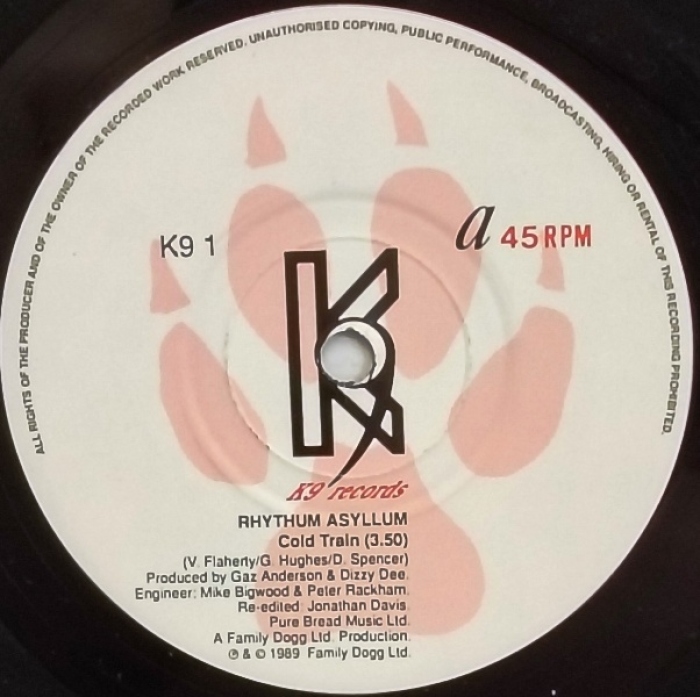 ALL RIGHTS OF THE PRODUCER AND OF THE OWNER OF THE RECORDED WORK RESERVED. UNAUTHORISED COPYING, PUBLIC PERFORMANCE, BROADCASTING, HIRING OR RENTAL OF THIS RECORDING PROHIBITED.
K9 1
a 45 RPM
K9
K9 records
RHYTHUM ASYLLUM
Cold Train (3.50)
(V. Flaherty/G. Hughes/D. Spencer)
Produced by Gaz Anderson & Dizzy Dee.
Engineer: Mike Bigwood & Peter Rackham.
Re-edited: Jonathan Davis.
Pure Bread Music Ltd.
A Family Dogg Ltd. Production.
℗ & © 1989 Family Dogg Ltd.